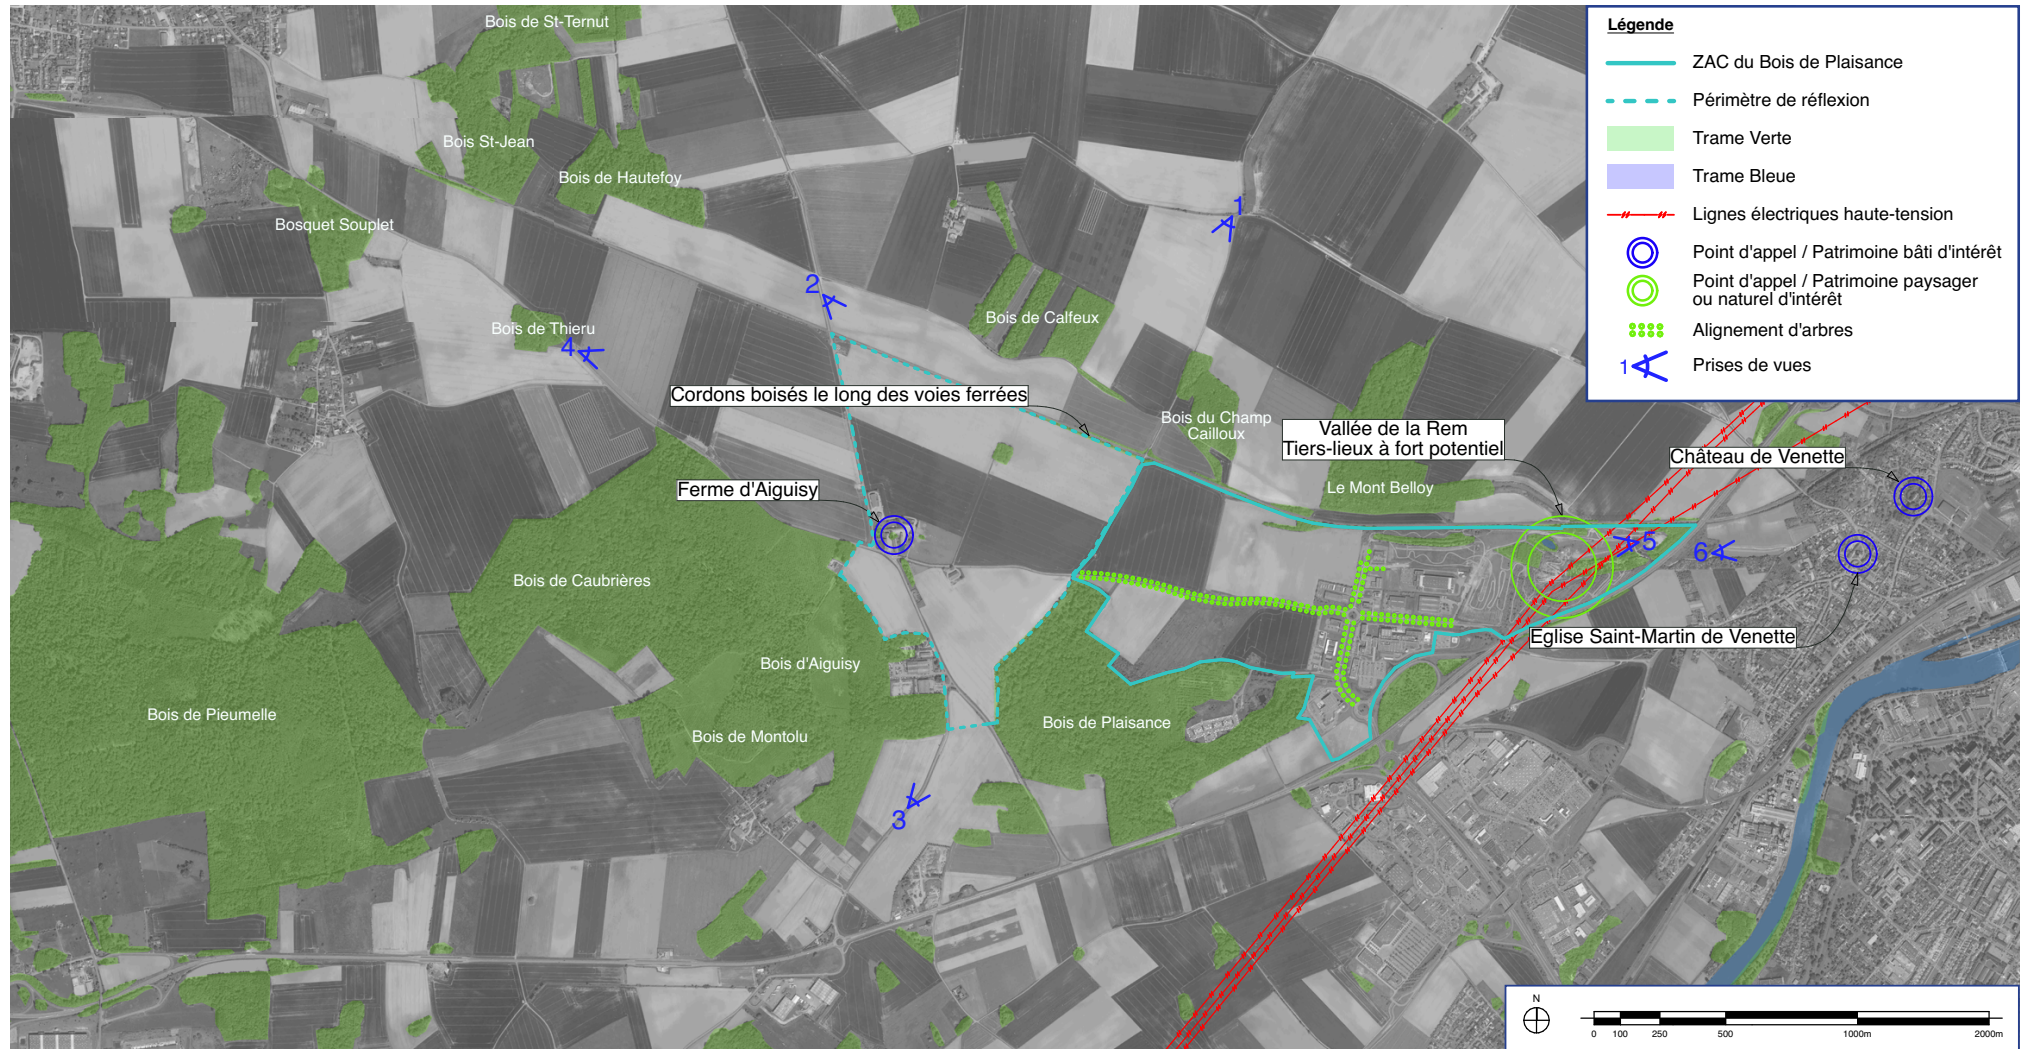 Légende
ZAC du Bois de Plaisance
Périmètre de réflexion
Trame Verte
Trame Bleue
Lignes électriques haute-tension
Point d'appel / Patrimoine bâti d'intérêt
Point d'appel / Patrimoine paysager
ou naturel d'intérêt
Alignement d'arbres
1 Prises de vues
Bois de St-Ternut
Bois St-Jean
Bois de Hautefoy
Bosquet Souplet
1
2
Bois de Thieru
4
Bois de Calfeux
Cordons boisés le long des voies ferrées
Bois du Champ
Cailloux
Vallée de la Rem
Tiers-lieux à fort potentiel
Château de Venette
Ferme d'Aiguisy
Le Mont Belloy
5
6
Bois de Caubrières
Eglise Saint-Martin de Venette
Bois d'Aiguisy
Bois de Pieumelle
Bois de Montolu
Bois de Plaisance
3
N
0 100 250 500 1000m 2000m